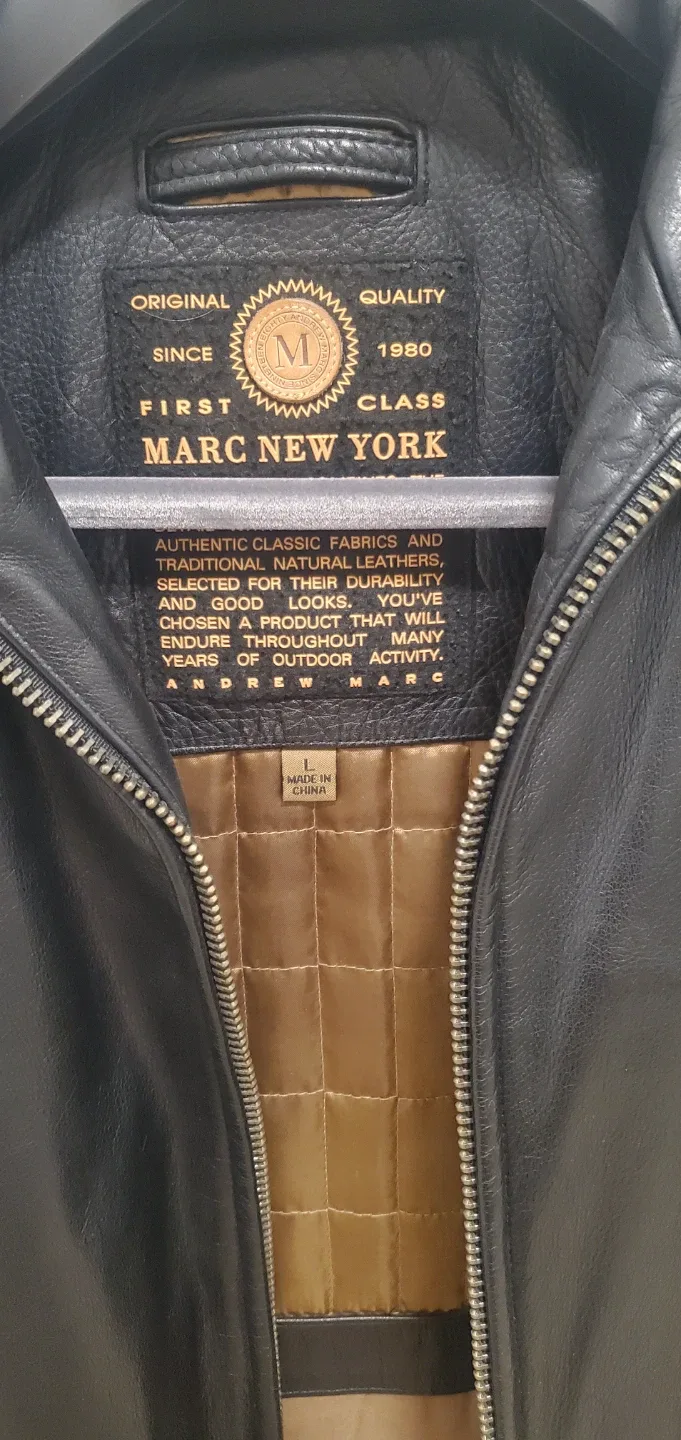 ORIGINAL QUALITY
SINCE 1980
FIRST CLASS
M
MARC NEW YORK
AUTHENTIC CLASSIC FABRICS AND
TRADITIONAL NATURAL LEATHERS,
SELECTED FOR THEIR DURABILITY
AND GOOD LOOKS. YOU'VE
CHOSEN A PRODUCT THAT WILL
ENDURE THROUGHOUT MANY
YEARS OF OUTDOOR ACTIVITY.
ANDREW MARC
L
MADE IN
CHINA